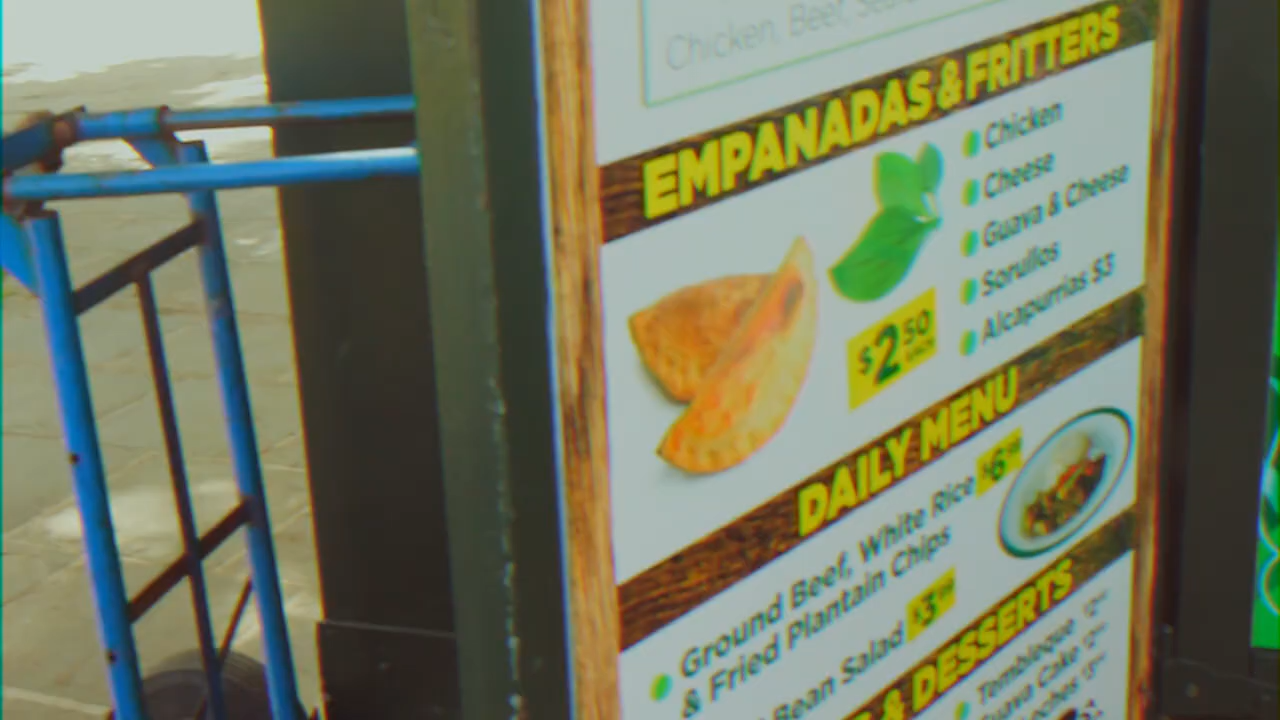 Chicken, Beef,
EMPANADAS & FRITTERS
Chicken
Cheese
Guava & Cheese
Sorullos
Alcapurrias $3
$2 50 EACH
DAILY MENU
Ground Beef, White Rice $6
& Fried Plantain Chips
Bean Salad $3
& DESSERTS
Tembleque
Cake